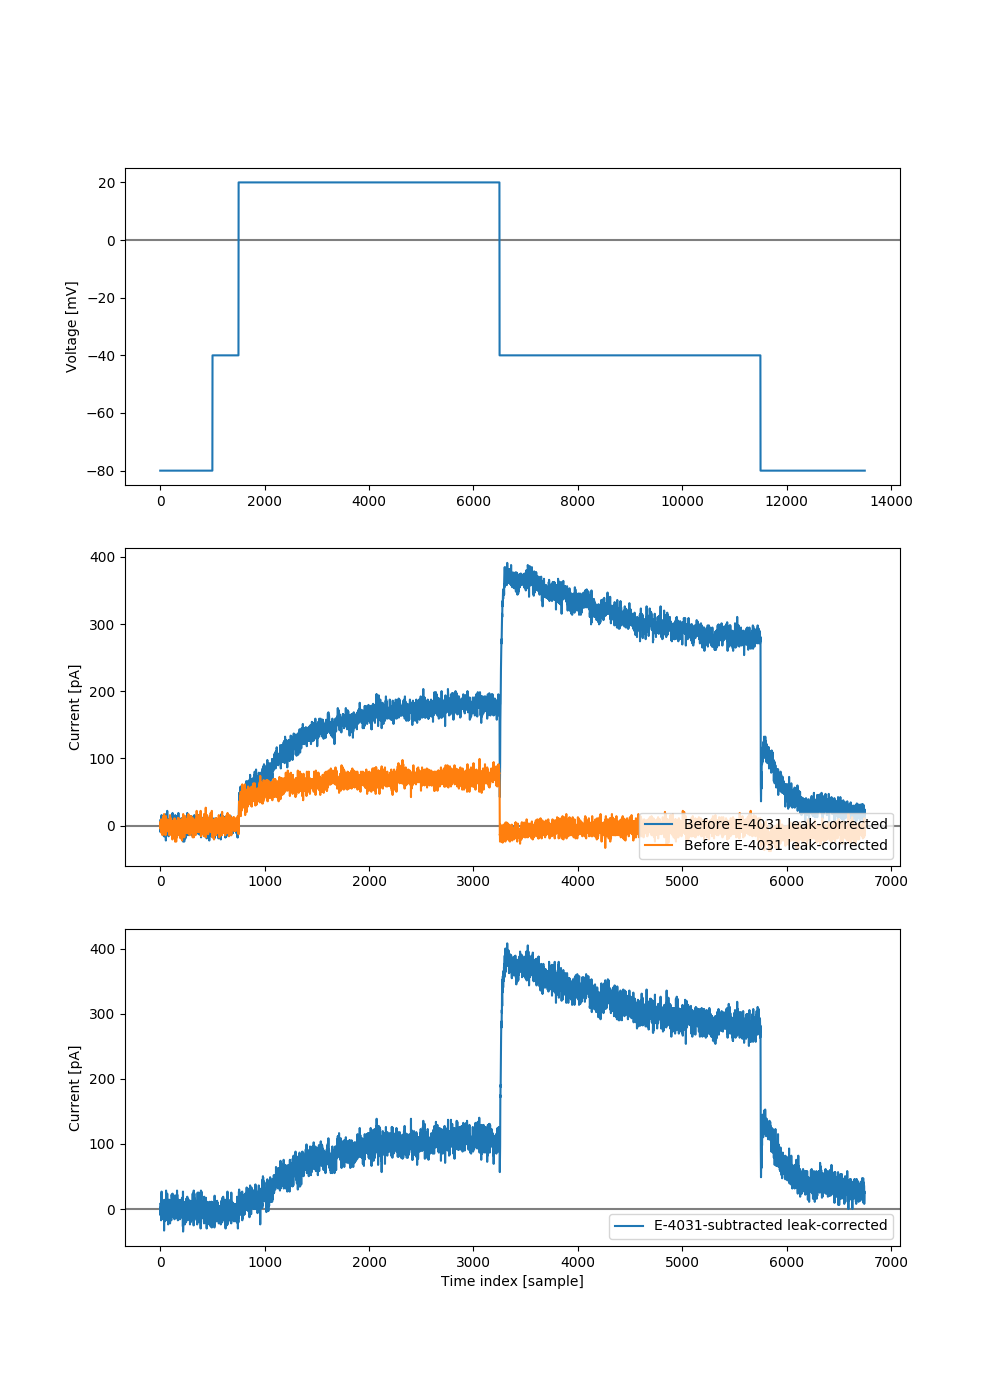 20
0
−20
−40
−60
−80
Voltage [mV]
0 2000 4000 6000 8000 10000 12000 14000
400
300
200
100
0
Current [pA]
Before E-4031 leak-corrected
Before E-4031 leak-corrected
0 1000 2000 3000 4000 5000 6000 7000
400
300
200
100
0
Current [pA]
E-4031-subtracted leak-corrected
0 1000 2000 3000 4000 5000 6000 7000
Time index [sample]